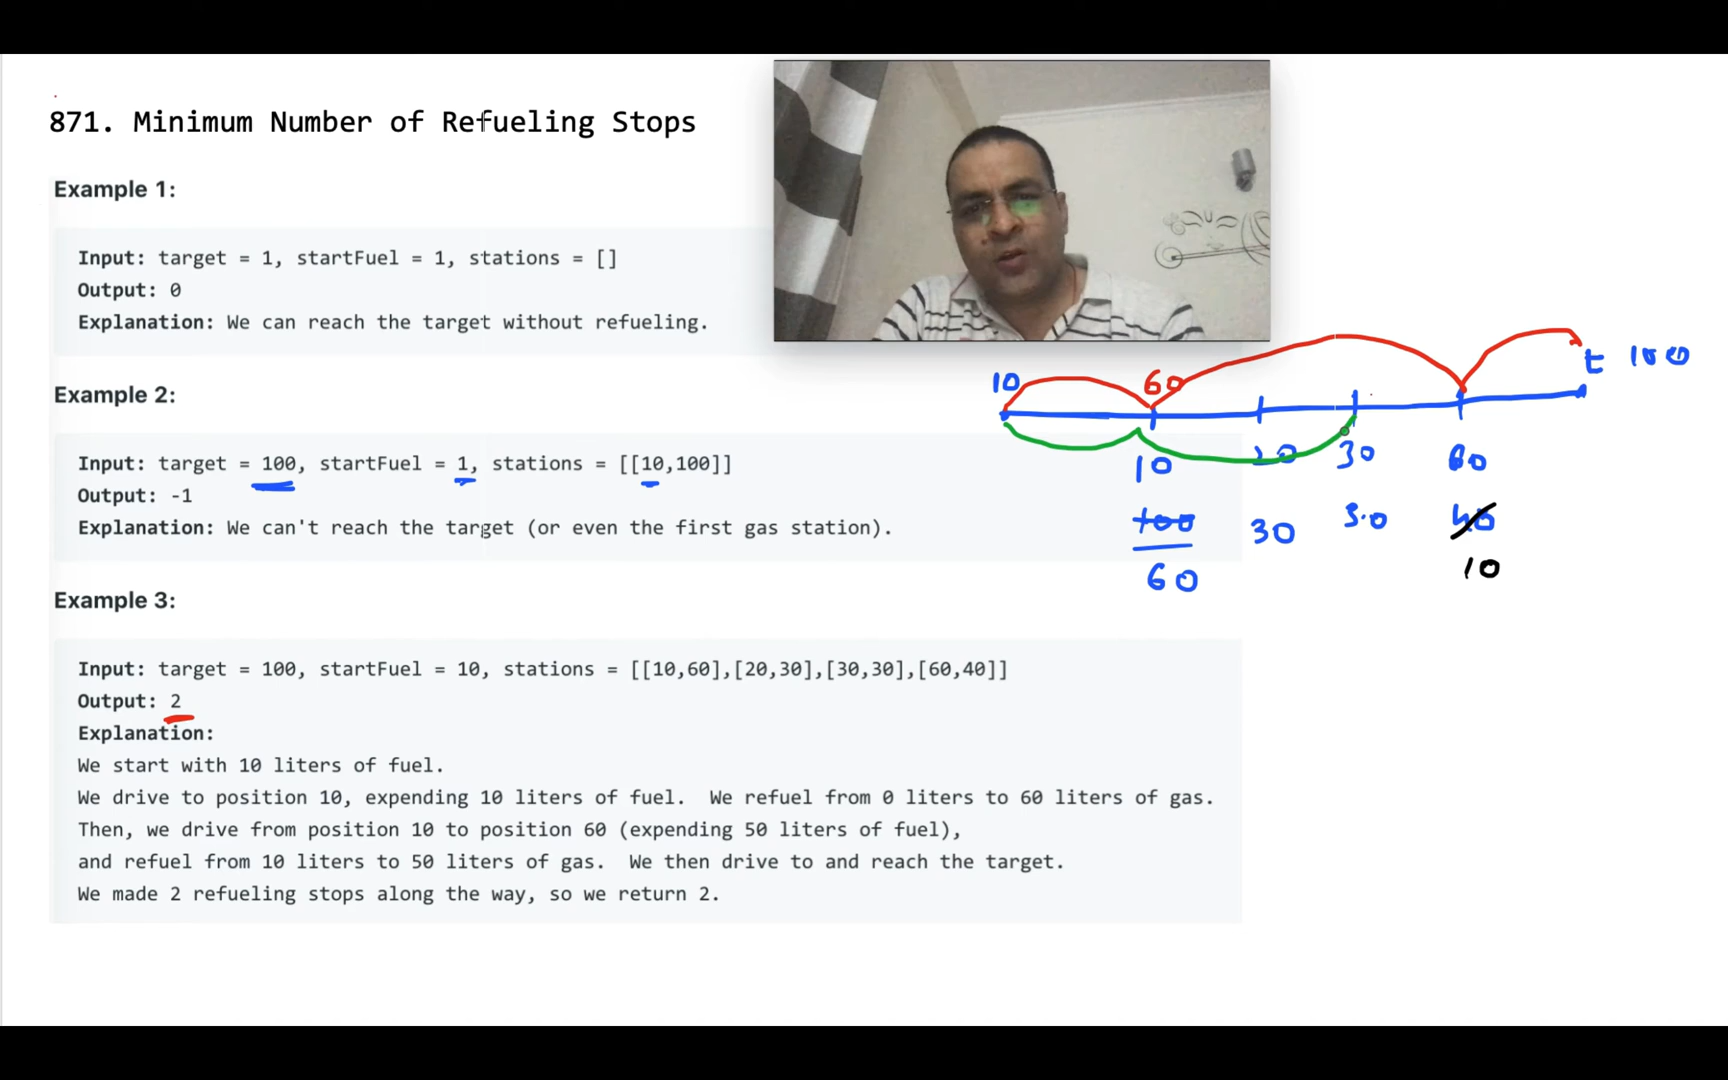 871. Minimum Number of Refueling Stops
Example 1:
Input: target = 1, startFuel = 1, stations = []
Output: 0
Explanation: We can reach the target without refueling.
Example 2:
Input: target = 100, startFuel = 1, stations = [[10,100]]
Output: -1
Explanation: We can't reach the target (or even the first gas station).
Example 3:
Input: target = 100, startFuel = 10, stations = [[10,60],[20,30],[30,30],[60,40]]
Output: 2
Explanation:
We start with 10 liters of fuel.
We drive to position 10, expending 10 liters of fuel.  We refuel from 0 liters to 60 liters of gas.
Then, we drive from position 10 to position 60 (expending 50 liters of fuel),
and refuel from 10 liters to 50 liters of gas.  We then drive to and reach the target.
We made 2 refueling stops along the way, so we return 2.
10 60 t 100
10 20 30 60
100 30 30 40
60 10